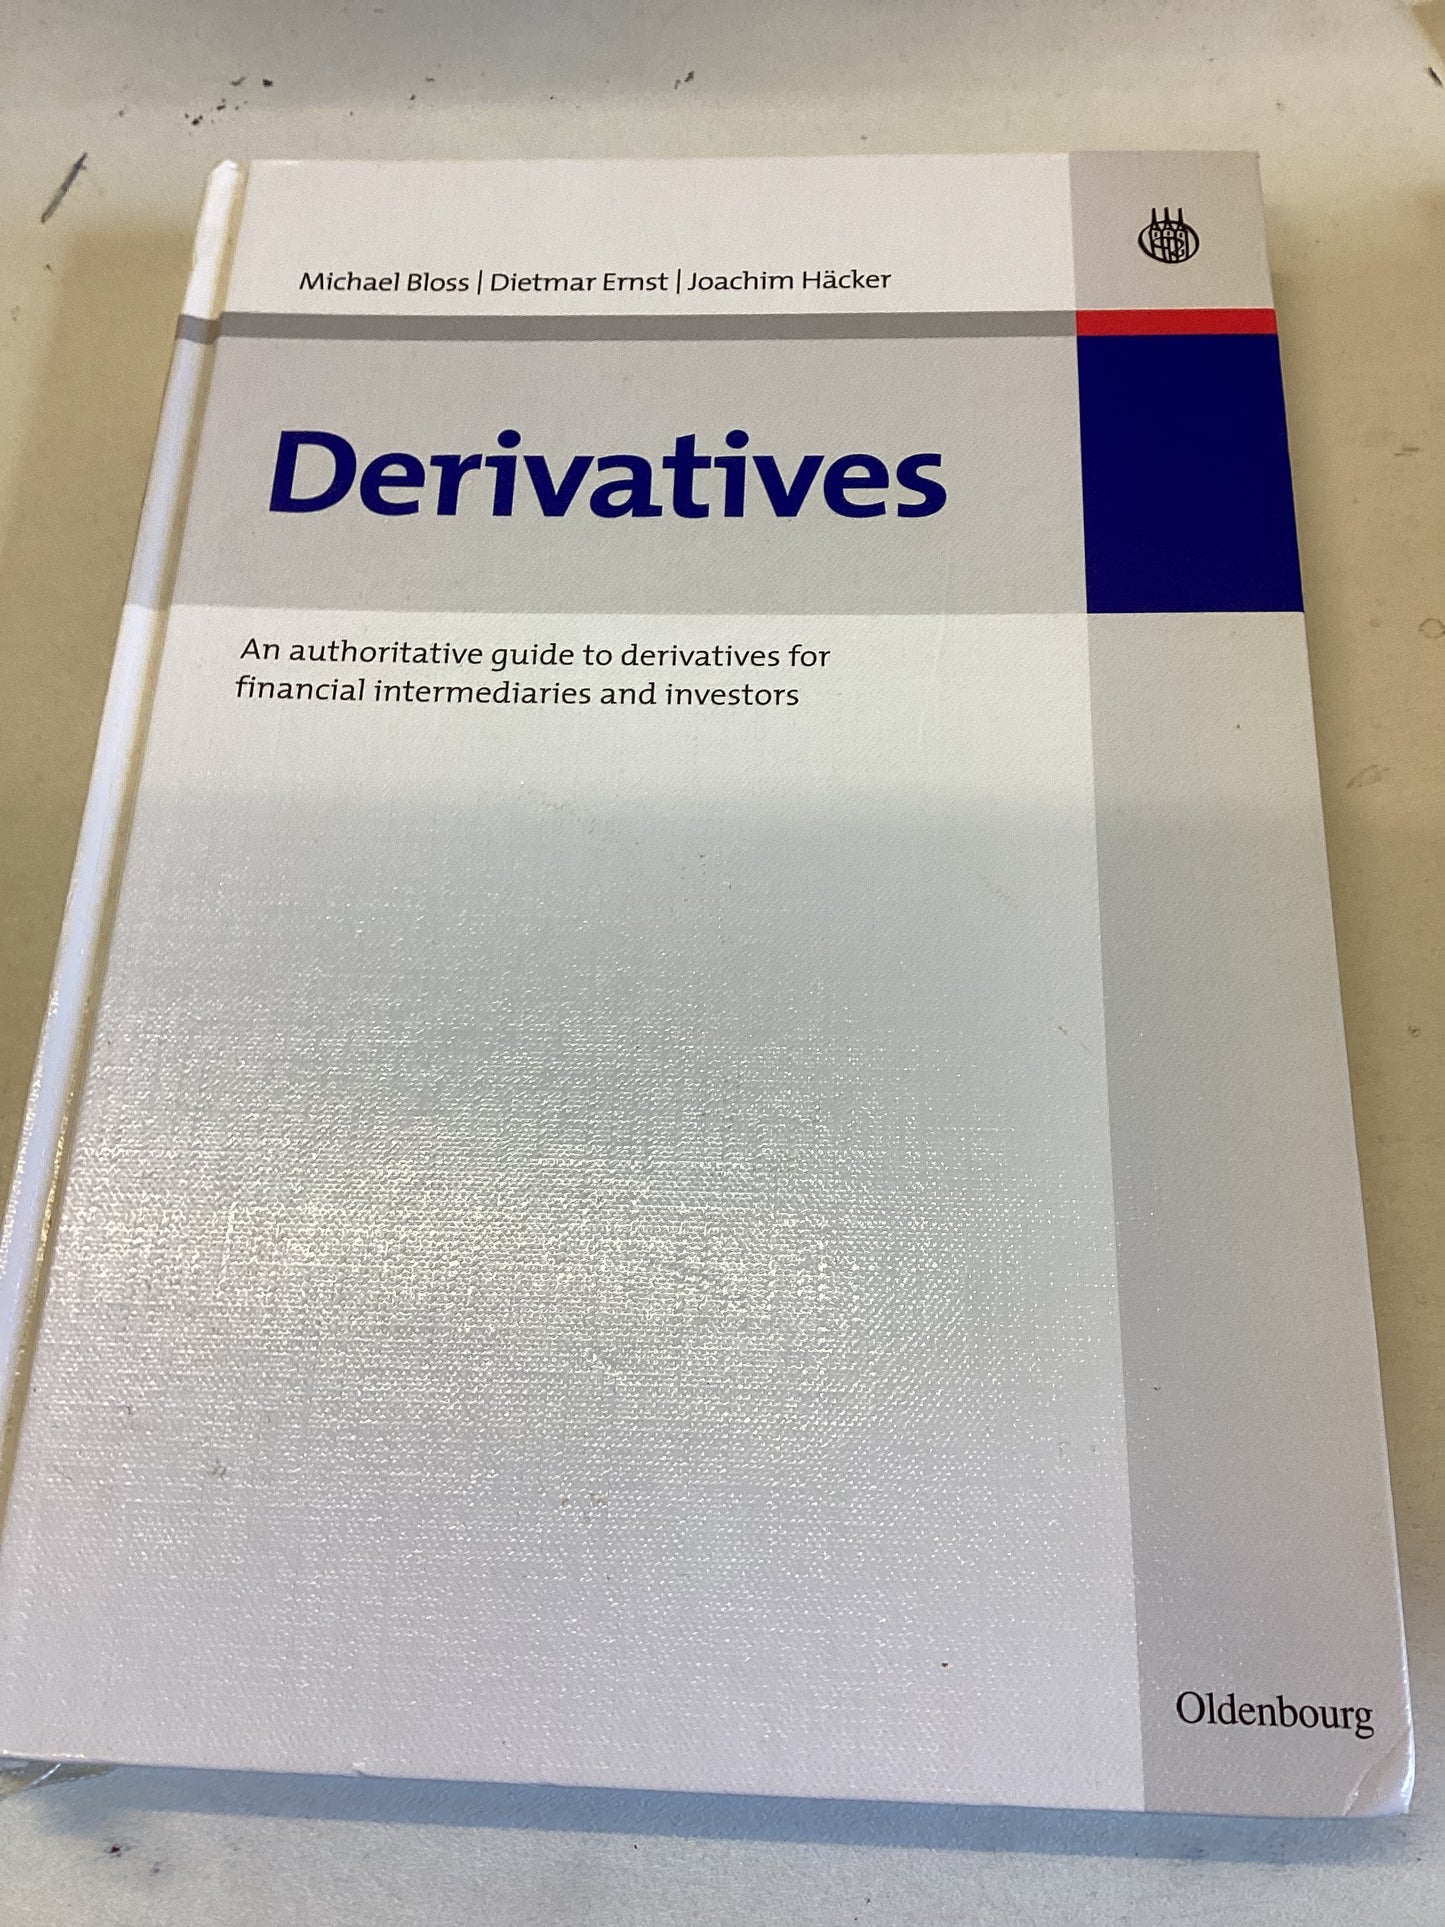 Michael Bloss | Dietmar Ernst | Joachim Häcker
Derivatives
An authoritative guide to derivatives for
financial intermediaries and investors
Oldenbourg